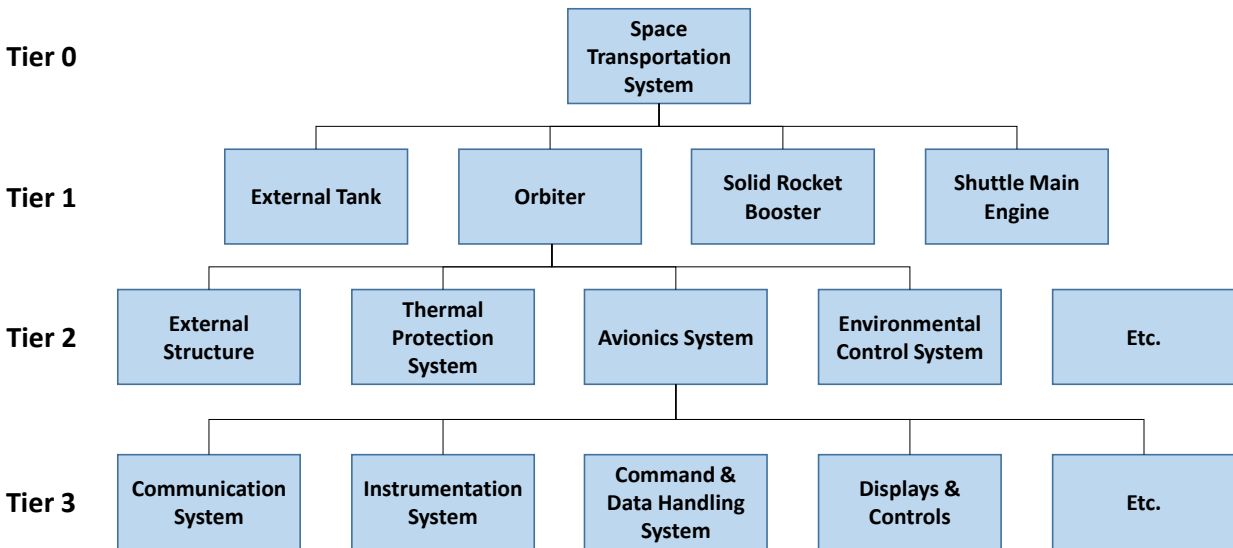 Tier 0
Space
Transportation
System
Tier 1
External Tank
Orbiter
Solid Rocket
Booster
Shuttle Main
Engine
Tier 2
External
Structure
Thermal
Protection
System
Avionics System
Environmental
Control System
Etc.
Tier 3
Communication
System
Instrumentation
System
Command &
Data Handling
System
Displays &
Controls
Etc.